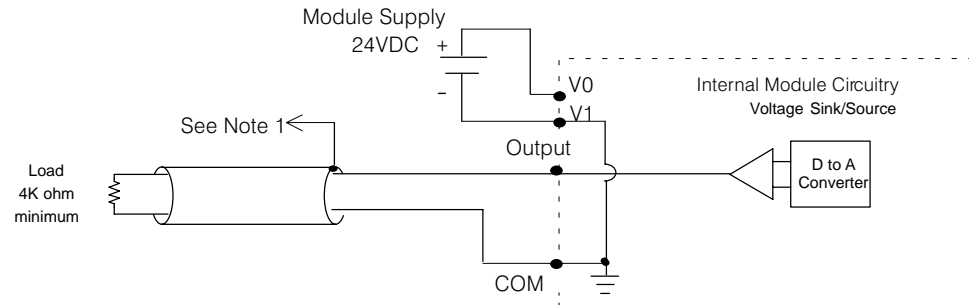 Module Supply
24VDC
+
-
V0
V1
Internal Module Circuitry
Voltage Sink/Source
See Note 1
Output
Load
4K ohm
minimum
D to A
Converter
COM